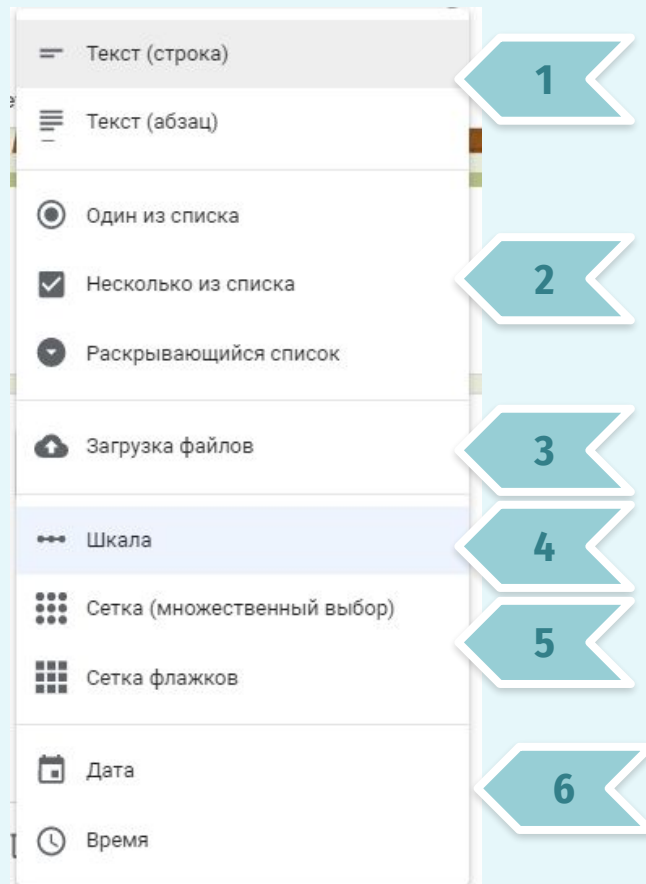 Текст (строка)
1
Текст (абзац)
Один из списка
Несколько из списка
2
Раскрывающийся список
Загрузка файлов
3
Шкала
4
Сетка (множественный выбор)
5
Сетка флажков
Дата
6
Время